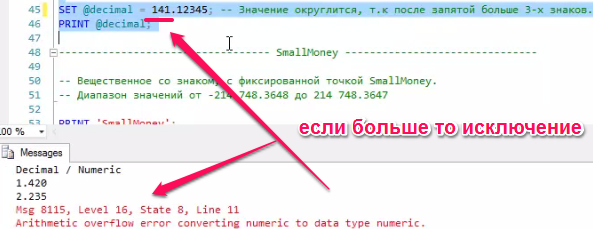 45 SET @decimal = 141.12345; -- Значение округлится, т.к после запятой больше 3-х знаков.
46 PRINT @decimal;
47
48 ------------------------------- SmallMoney -------------------------------
49
50 -- Вещественное со знаком, с фиксированной точкой SmallMoney.
51 -- Диапазон значений от -214 748.3648 до 214 748.3647
52
53 PRINT 'SmallMoney';
если больше то исключение
100 %
Messages
Decimal / Numeric
1.420
2.235
Msg 8115, Level 16, State 8, Line 11
Arithmetic overflow error converting numeric to data type numeric.